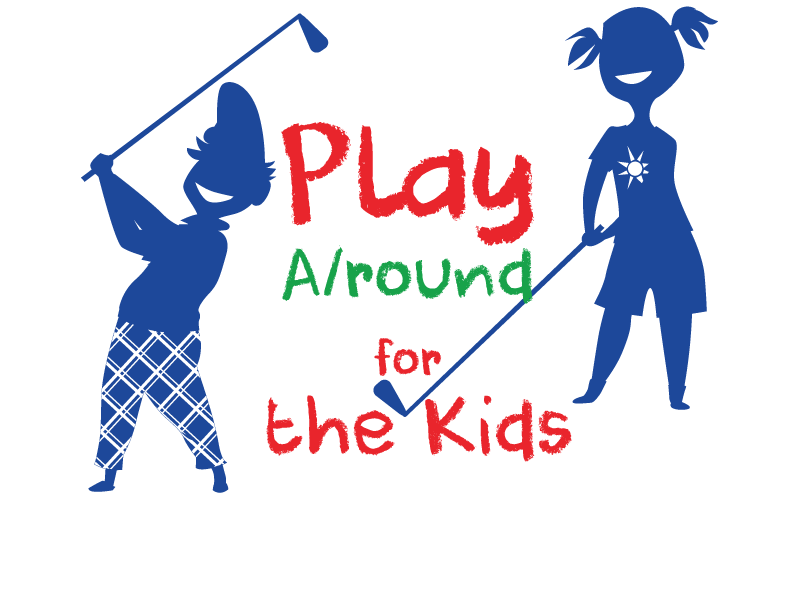 Play
A/round
for
the Kids